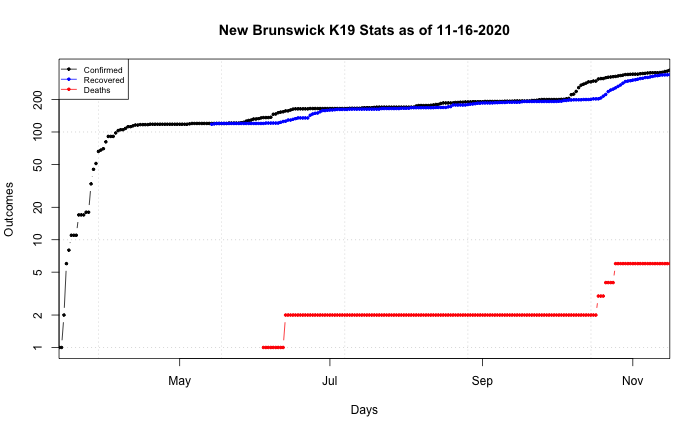 New Brunswick K19 Stats as of 11-16-2020
Confirmed
Recovered
Deaths
Outcomes
200
100
50
20
10
5
2
1
May
Jul
Sep
Nov
Days